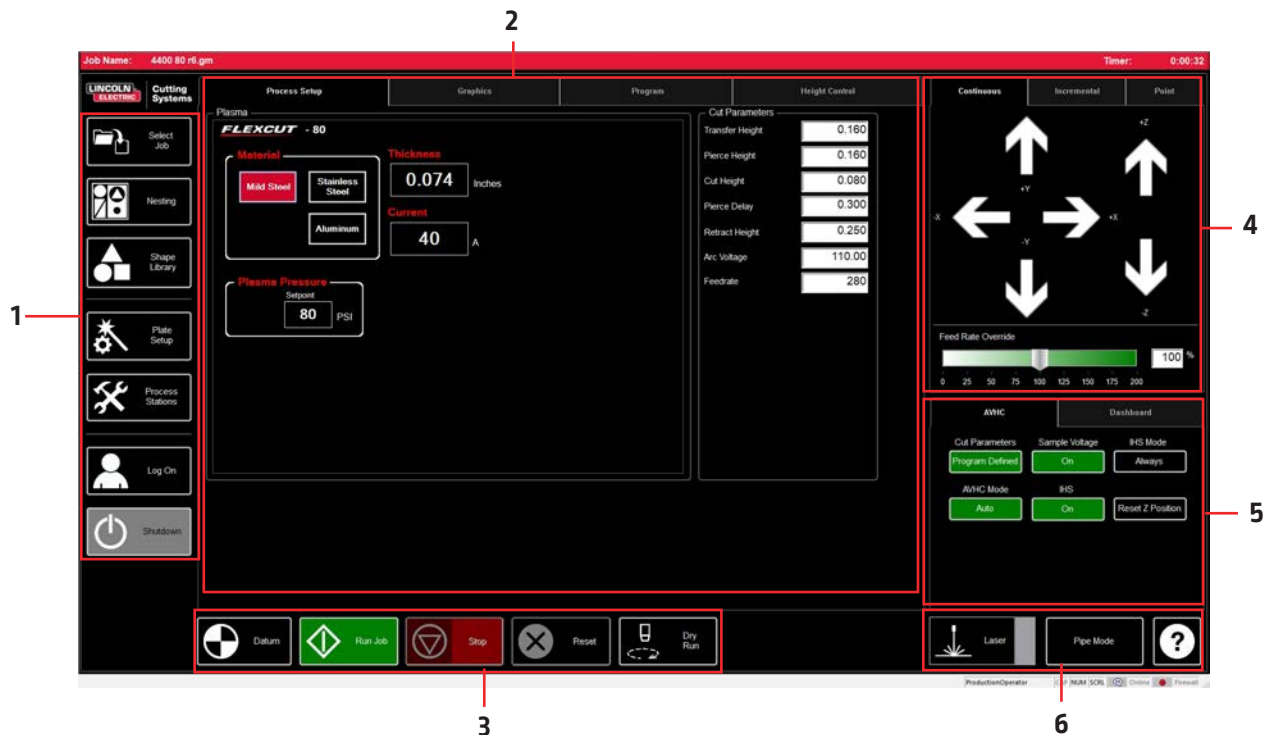 2
Job Name: 4400 80 r6.gm Timer: 0:00:32
LINCOLN ELECTRIC Cutting Systems
Process Setup Graphics Program Height Control
Continuous Incremental Point
1
Select Job
Nesting
Shape Library
Plate Setup
Process Stations
Log On
Shutdown
Plasma
FLEXCUT - 80
Material
Mild Steel
Stainless Steel
Aluminum
Thickness
0.074 Inches
Current
40 A
Plasma Pressure
Setpoint
80 PSI
Cut Parameters
Transfer Height 0.160
Pierce Height 0.160
Cut Height 0.080
Pierce Delay 0.300
Retract Height 0.250
Arc Voltage 110.00
Feedrate 280
+Z
+Y
-X +X
-Y
-Z
4
Feed Rate Override
100 %
0 25 50 75 100 125 150 175 200
AVHC Dashboard
Cut Parameters Sample Voltage IHS Mode
Program Defined On Always
AVHC Mode IHS
Auto On Reset Z Position
5
Datum Run Job Stop Reset Dry Run
Laser Pipe Mode ?
ProductionOperator CAP NUM SCRL Online Firewall
3
6